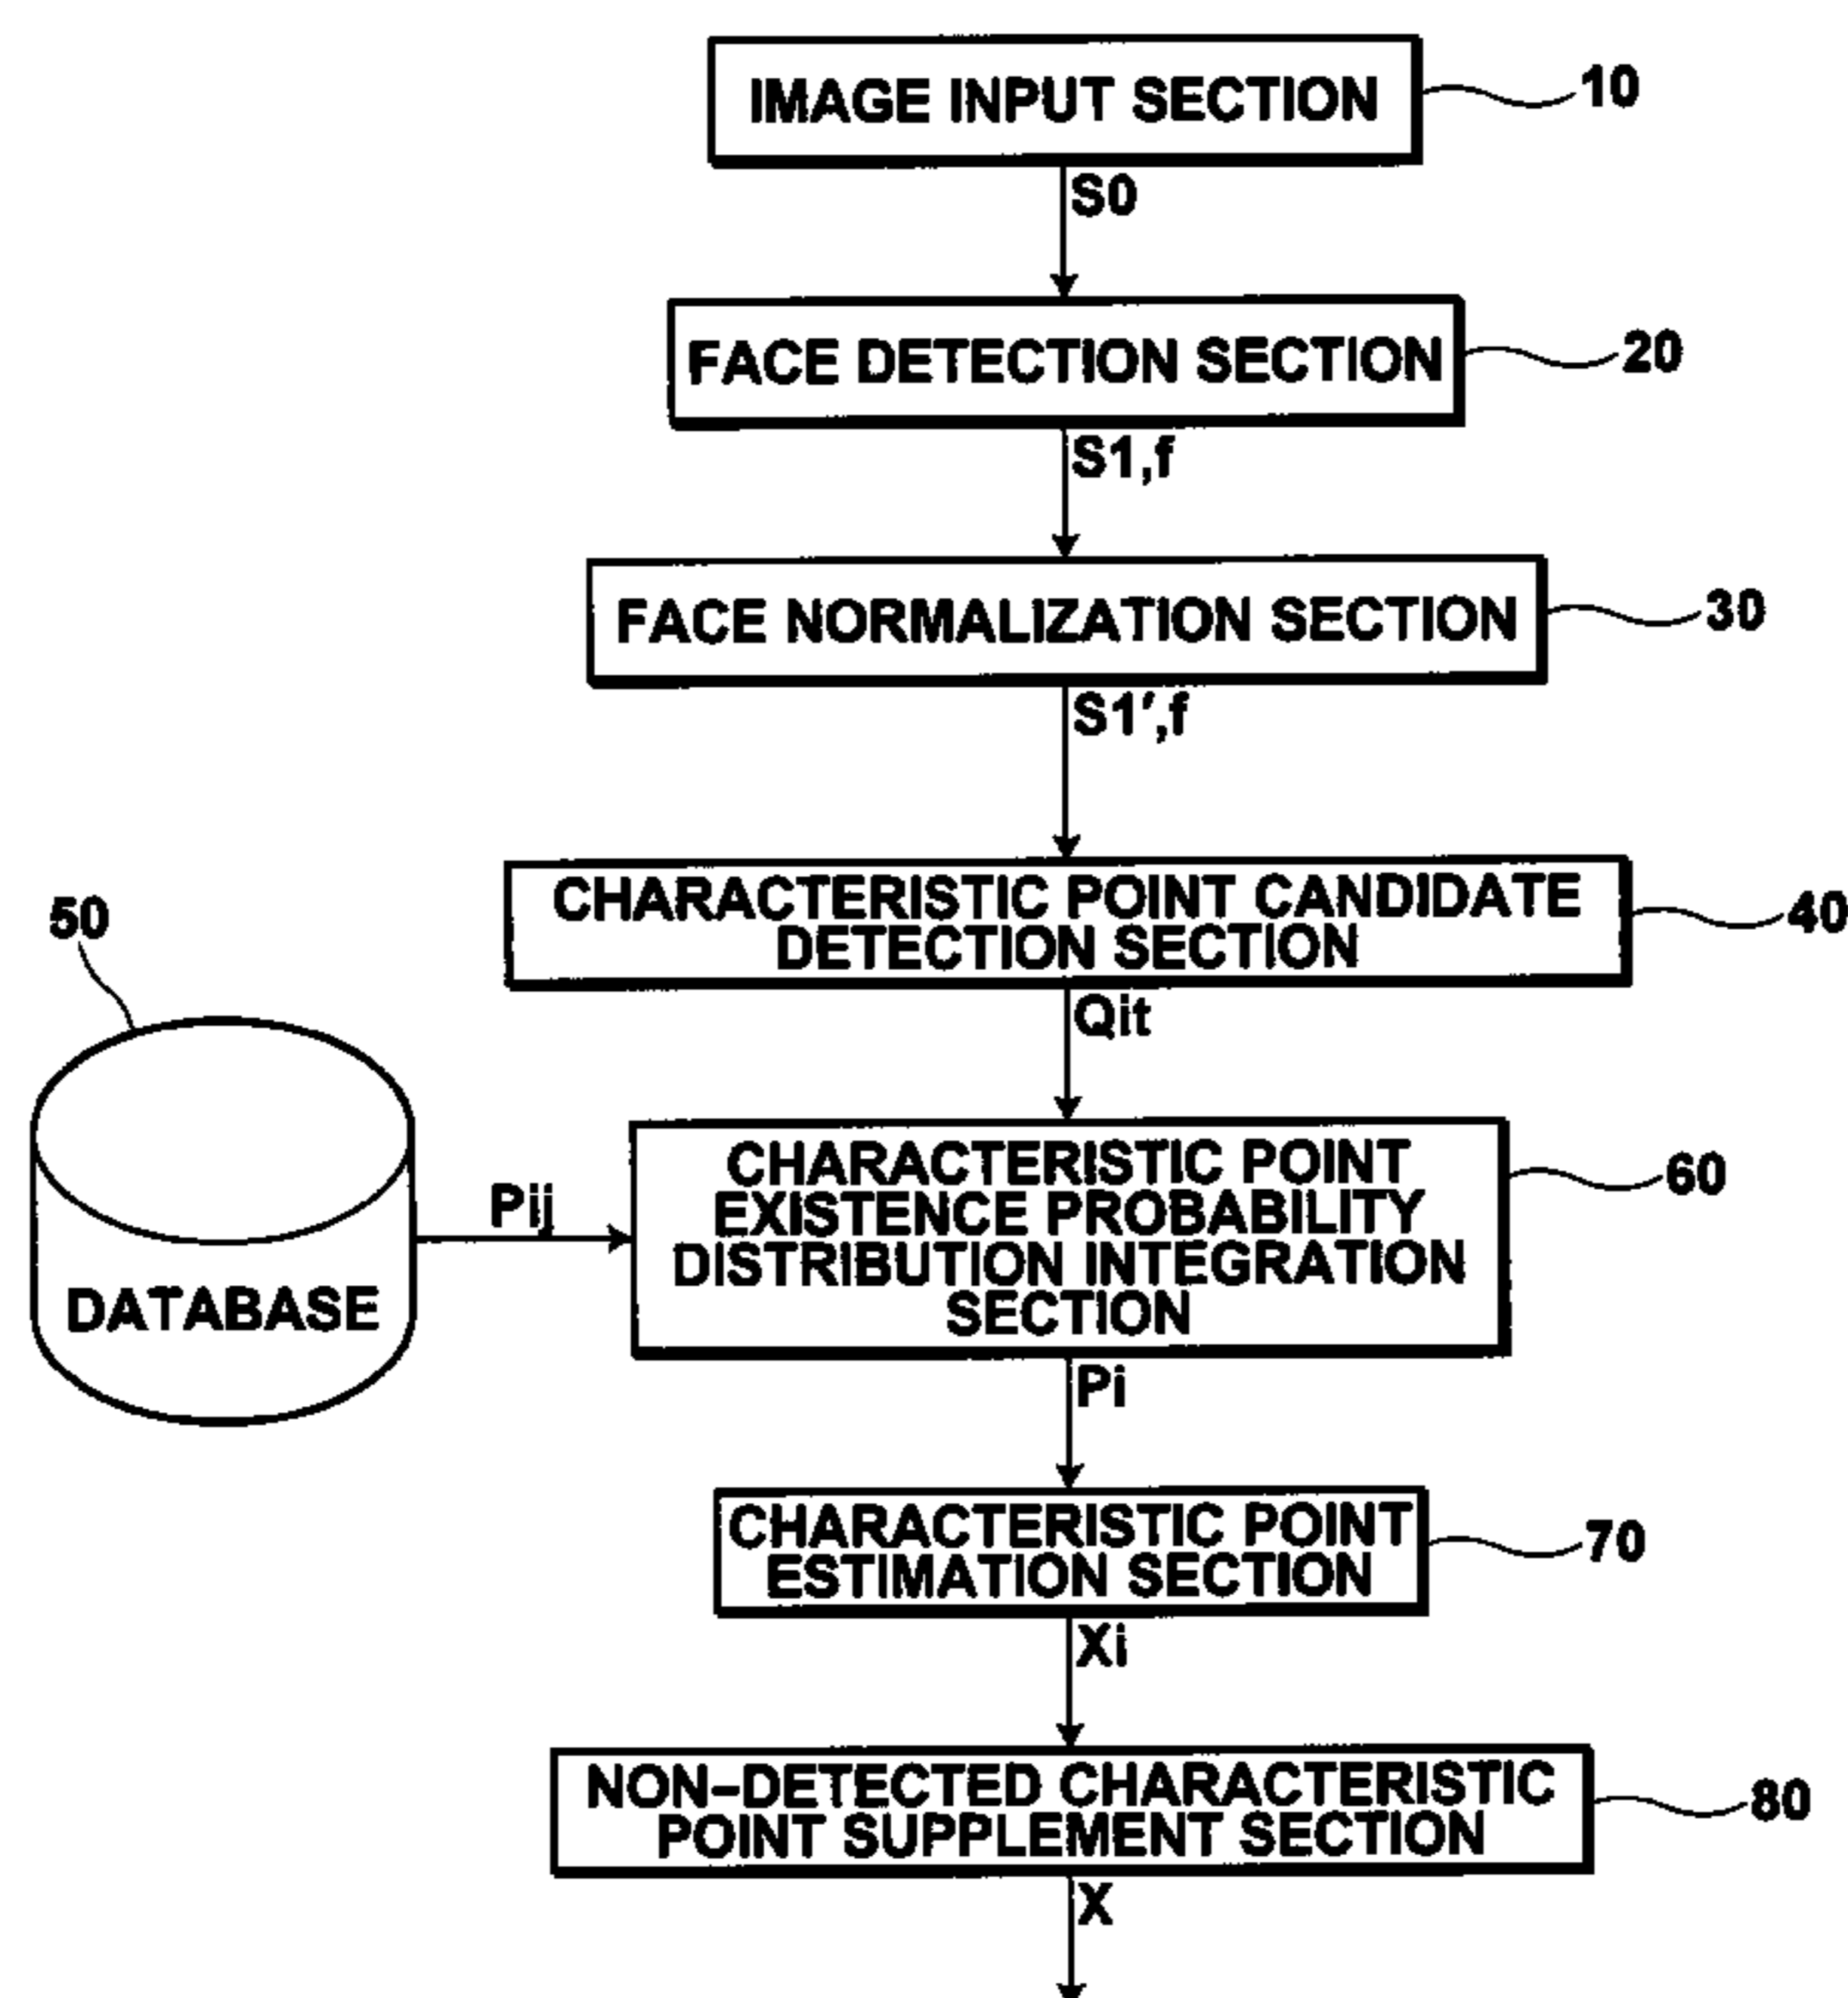 IMAGE INPUT SECTION
10
S0
FACE DETECTION SECTION
20
S1,f
FACE NORMALIZATION SECTION
30
S1′,f
CHARACTERISTIC POINT CANDIDATE
DETECTION SECTION
40
50
Qit
DATABASE
Pij
CHARACTERISTIC POINT
EXISTENCE PROBABILITY
DISTRIBUTION INTEGRATION
SECTION
60
Pi
CHARACTERISTIC POINT
ESTIMATION SECTION
70
Xi
NON-DETECTED CHARACTERISTIC
POINT SUPPLEMENT SECTION
80
X